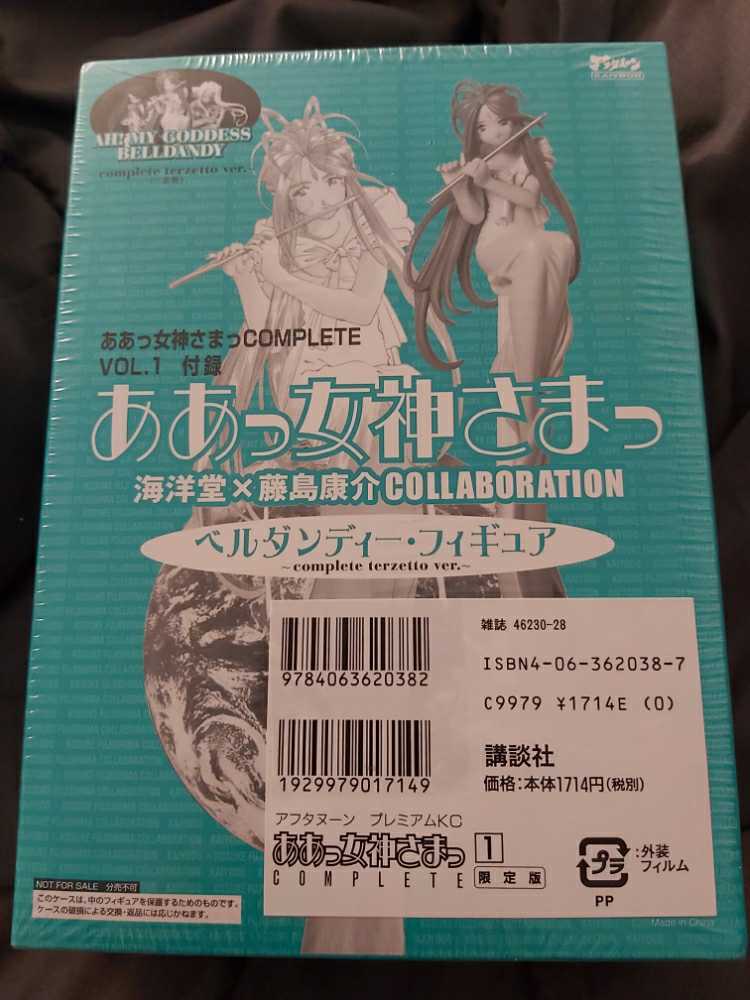 AH! MY GODDESS
BELLDANDY
complete terzetto ver.
KAIYODO
ああっ女神さまっCOMPLETE
VOL.1 付録
ああっ女神さまっ
海洋堂×藤島康介COLLABORATION
ベルダンディー・フィギュア
~complete terzetto ver.~
雑誌 46230-28
9784063620382
ISBN4-06-362038-7
C9979 ¥1714E (0)
1929979017149
講談社
価格:本体1714円(税別)
アフタヌーン プレミアムKC
ああっ女神さまっ 1
COMPLETE 限定版
プラ
:外装
フィルム
PP
NOT FOR SALE 分売不可
このケースは、中のフィギュアを保護するためのものです。
ケースの破損による交換・返品には応じかねます。
Made in China